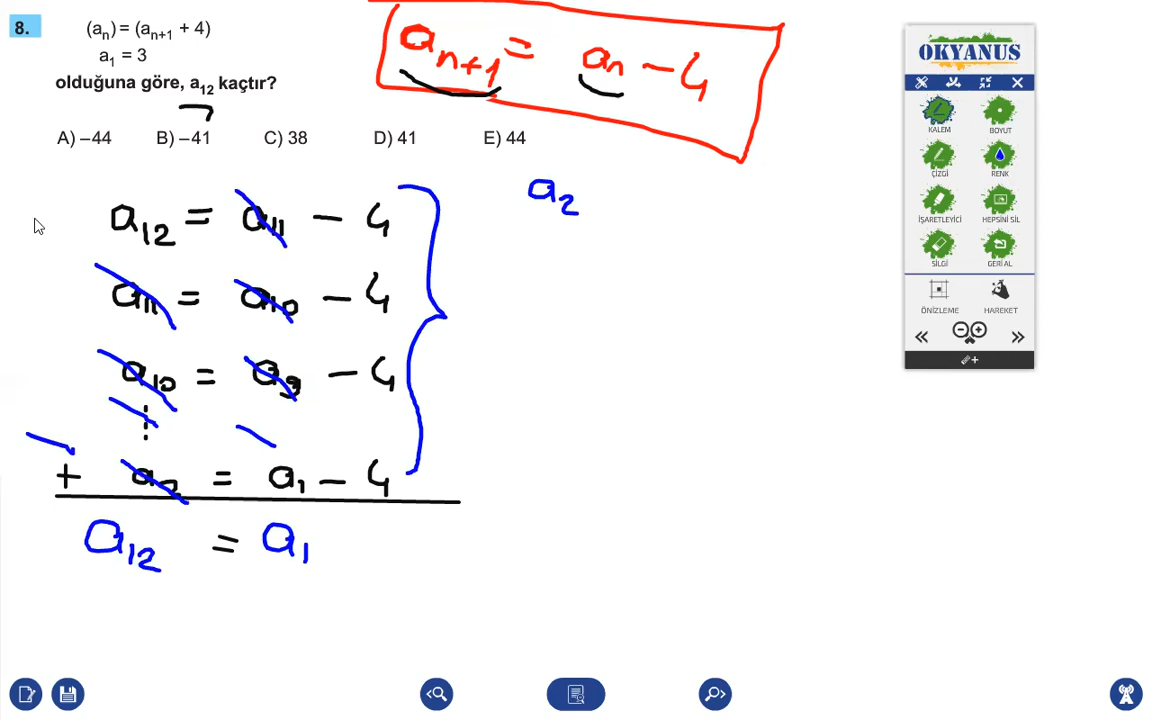 8.
(aₙ) = (aₙ₊₁ + 4)
a₁ = 3
olduğuna göre, a₁₂ kaçtır?
A) –44 B) –41 C) 38 D) 41 E) 44
aₙ₊₁ = aₙ – 4
a₂
a₁₂ = a₁₁ – 4
a₁₁ = a₁₀ – 4
a₁₀ = a₉ – 4
+ a₂ = a₁ – 4
a₁₂ = a₁
OKYANUS
KALEM BOYUT
ÇİZGİ RENK
İŞARETLEYİCİ HEPSİNİ SİL
SİLGİ GERİ AL
ÖNİZLEME HAREKET